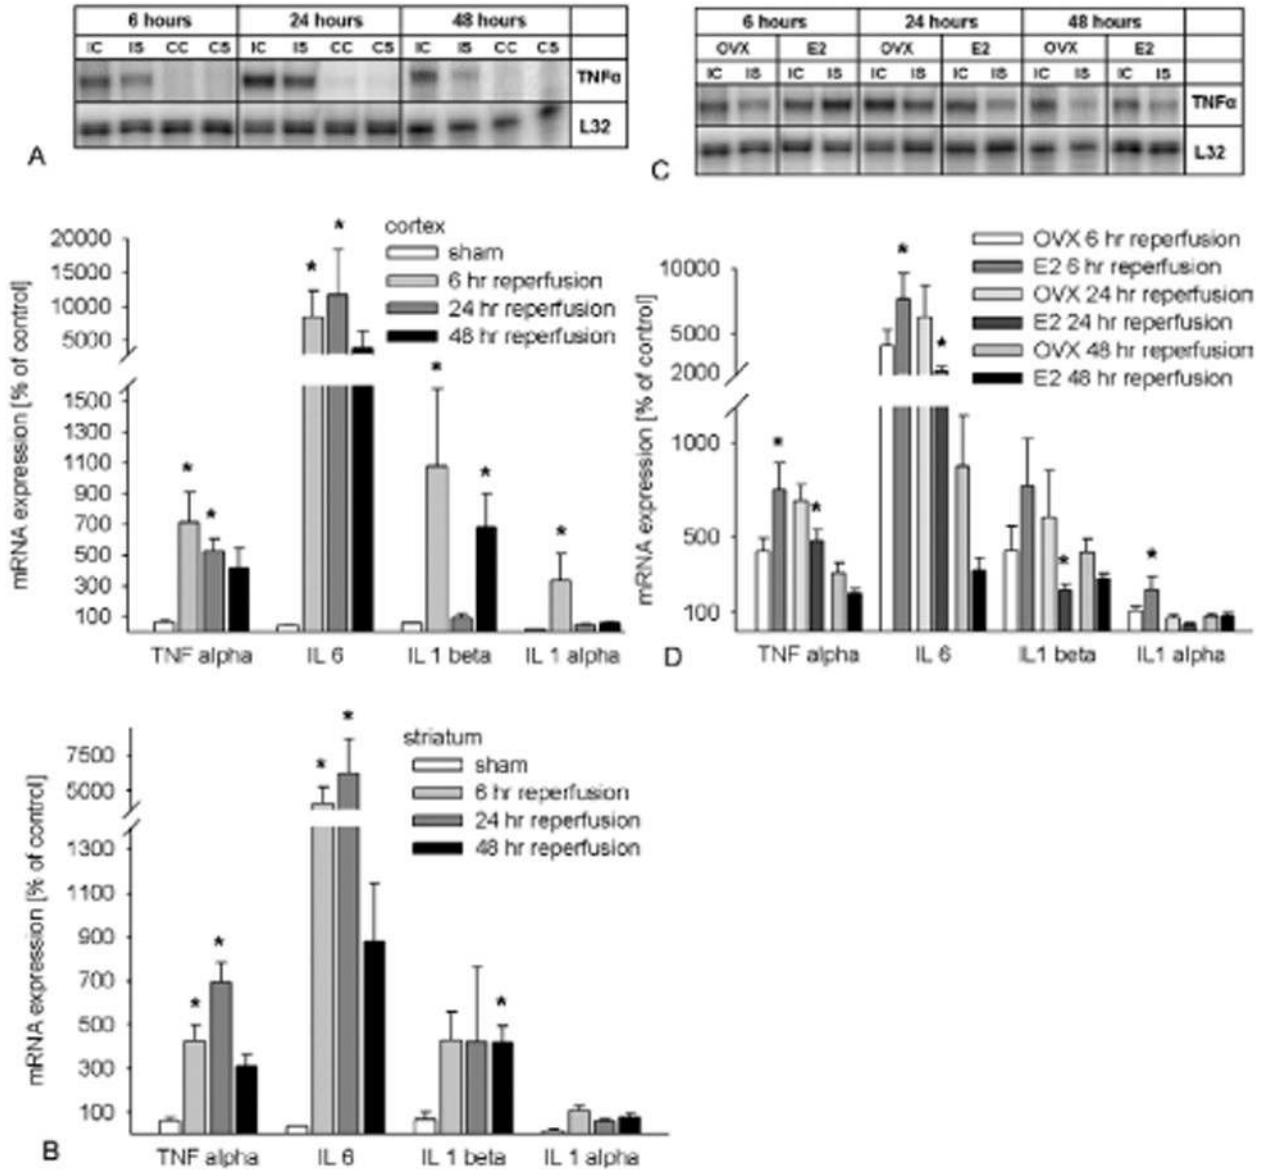 6 hours 24 hours 48 hours
IC IS CC CS IC IS CC CS IC IS CC CS
TNFα
L32
A
6 hours 24 hours 48 hours
OVX E2 OVX E2 OVX E2
IC IS IC IS IC IS IC IS IC IS IC IS
TNFα
L32
C
cortex
sham
6 hr reperfusion
24 hr reperfusion
48 hr reperfusion
mRNA expression [% of control]
20000
15000
10000
5000
1500
1300
1100
900
700
500
300
100
* * * * * * *
TNF alpha IL 6 IL 1 beta IL 1 alpha
OVX 6 hr reperfusion
E2 6 hr reperfusion
OVX 24 hr reperfusion
E2 24 hr reperfusion
OVX 48 hr reperfusion
E2 48 hr reperfusion
mRNA expression [% of control]
10000
5000
2000
1000
500
100
* * * * * *
TNF alpha IL 6 IL1 beta IL1 alpha
D
striatum
sham
6 hr reperfusion
24 hr reperfusion
48 hr reperfusion
mRNA expression [% of control]
7500
5000
1300
1100
900
700
500
300
100
* * * * *
TNF alpha IL 6 IL 1 beta IL 1 alpha
B